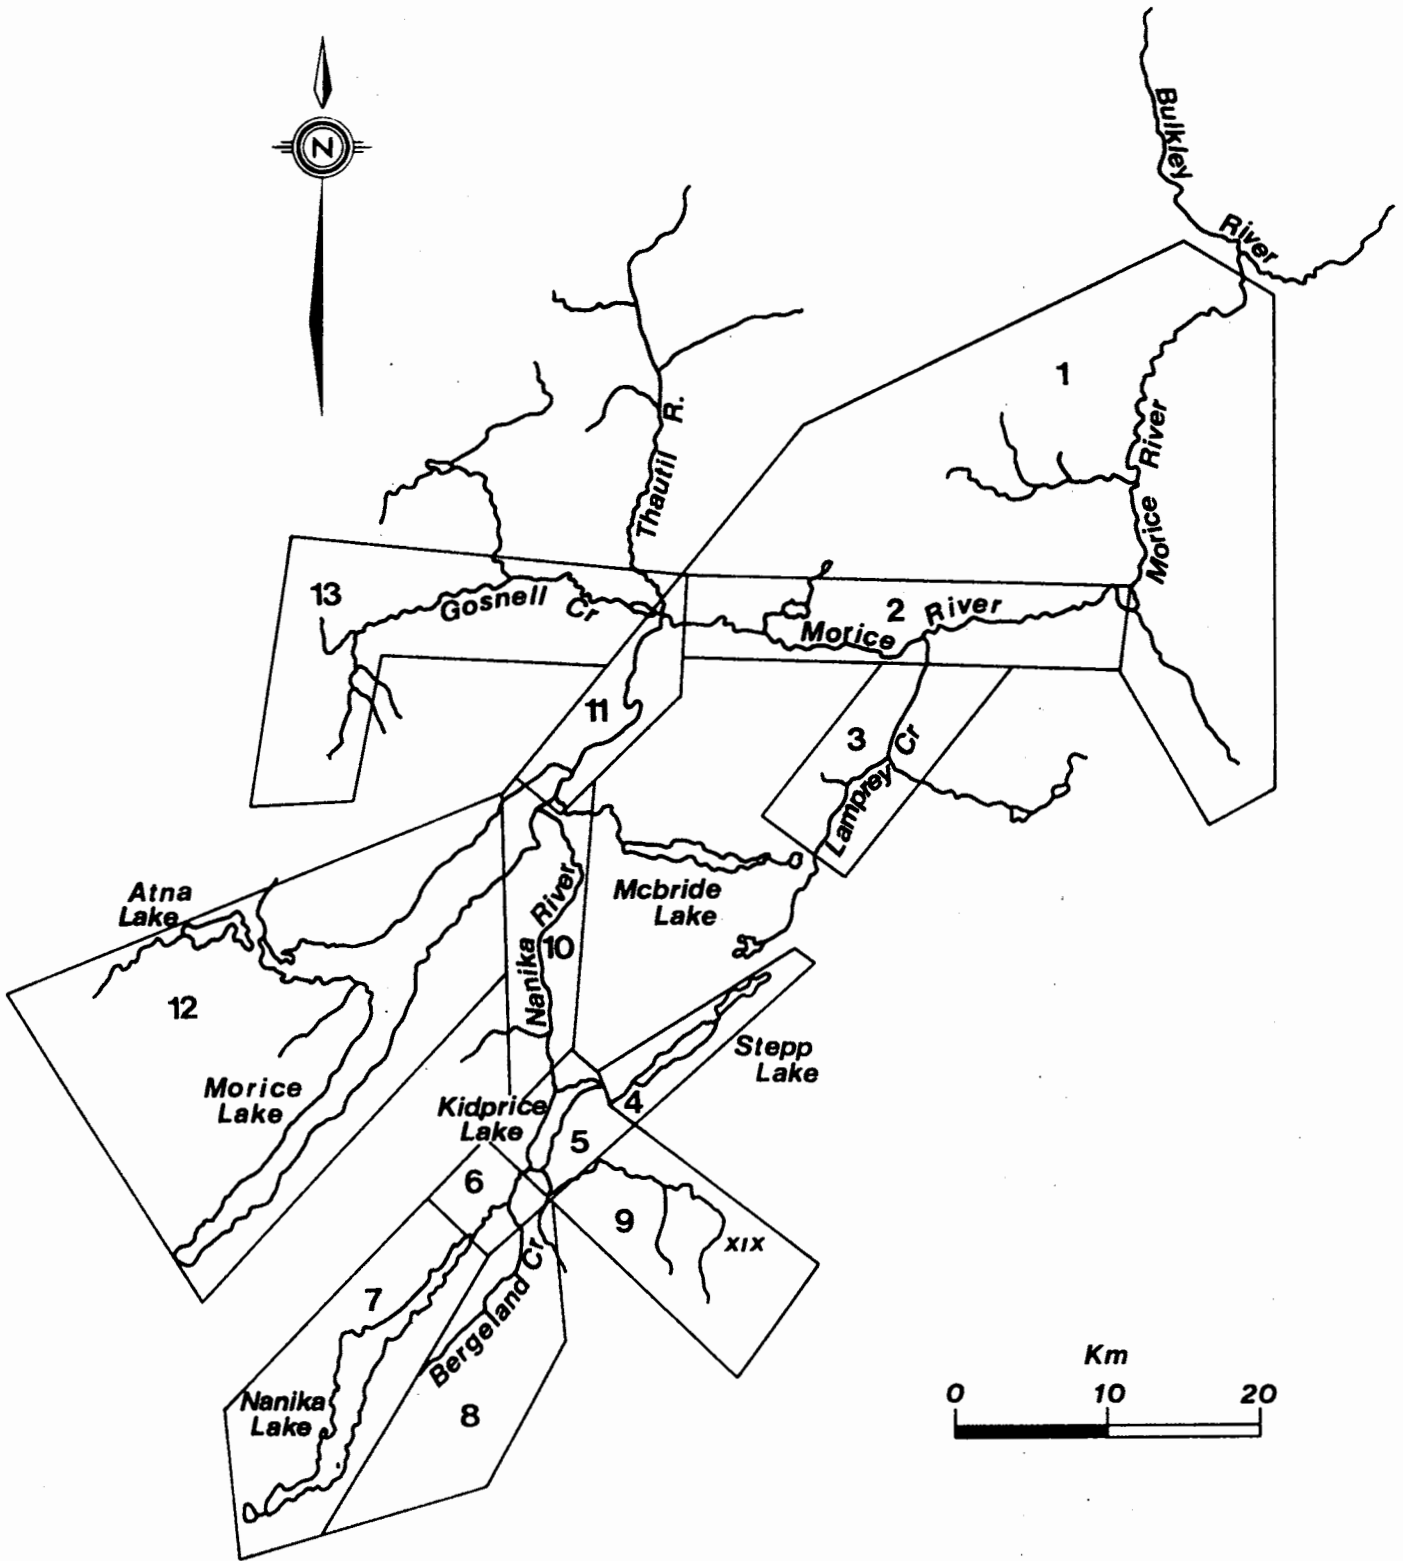 N
Bulkley
River
1
Thautil R.
Morice River
13
Gosnell Cr
2
Morice River
11
3
Lamprey Cr
Atna
Lake
Mcbride
Lake
Nanika River
10
12
Stepp
Lake
Morice
Lake
Kidprice
Lake
4
5
6
9
XIX
7
Bergeland Cr
Nanika
Lake
8
Km
0 10 20